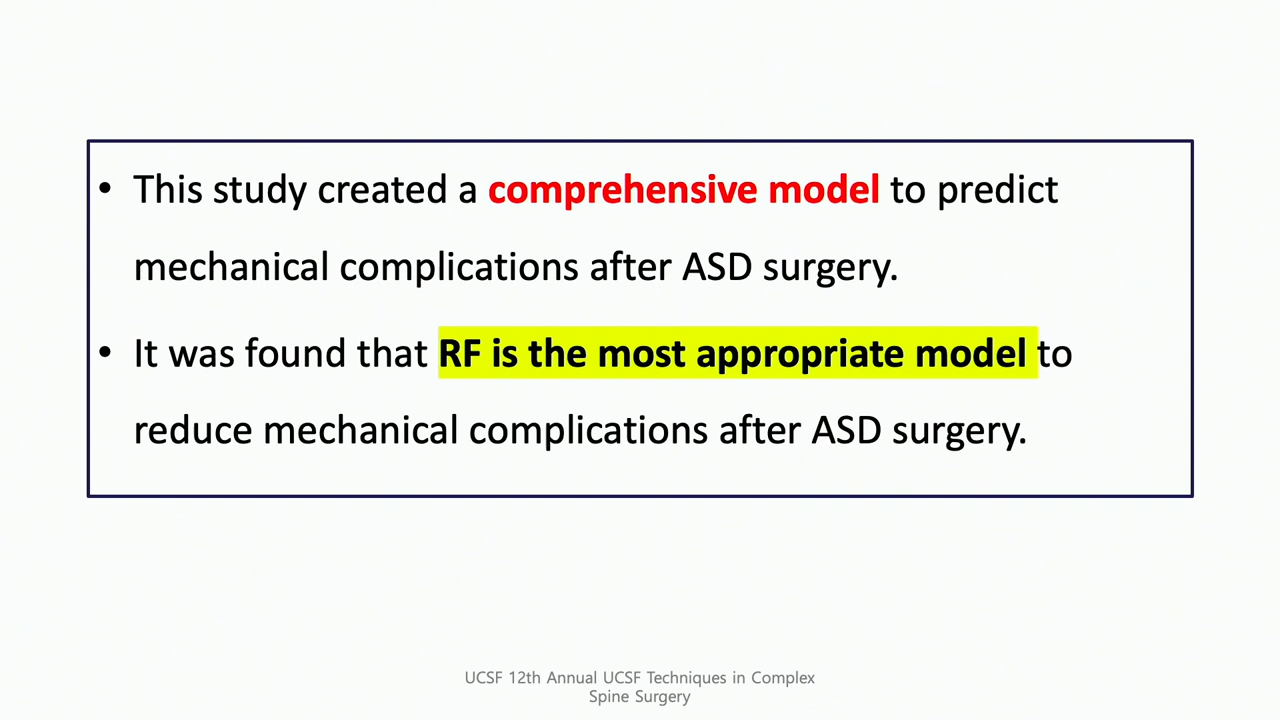 • This study created a comprehensive model to predict
mechanical complications after ASD surgery.
• It was found that RF is the most appropriate model to
reduce mechanical complications after ASD surgery.
UCSF 12th Annual UCSF Techniques in Complex
Spine Surgery